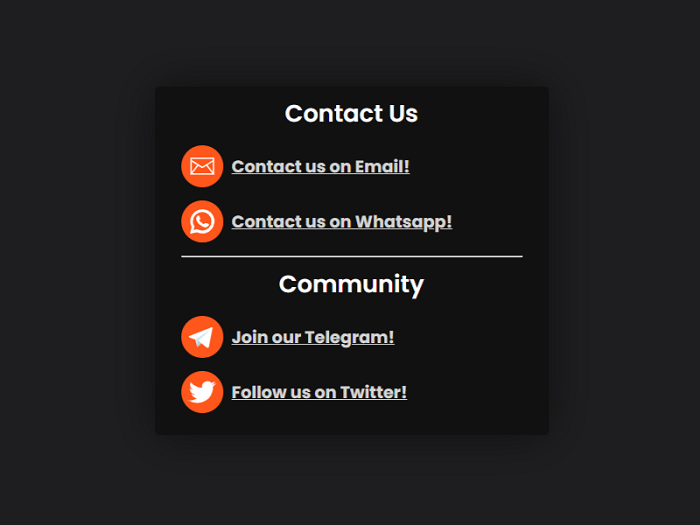 Contact Us
Contact us on Email!
Contact us on Whatsapp!
Community
Join our Telegram!
Follow us on Twitter!